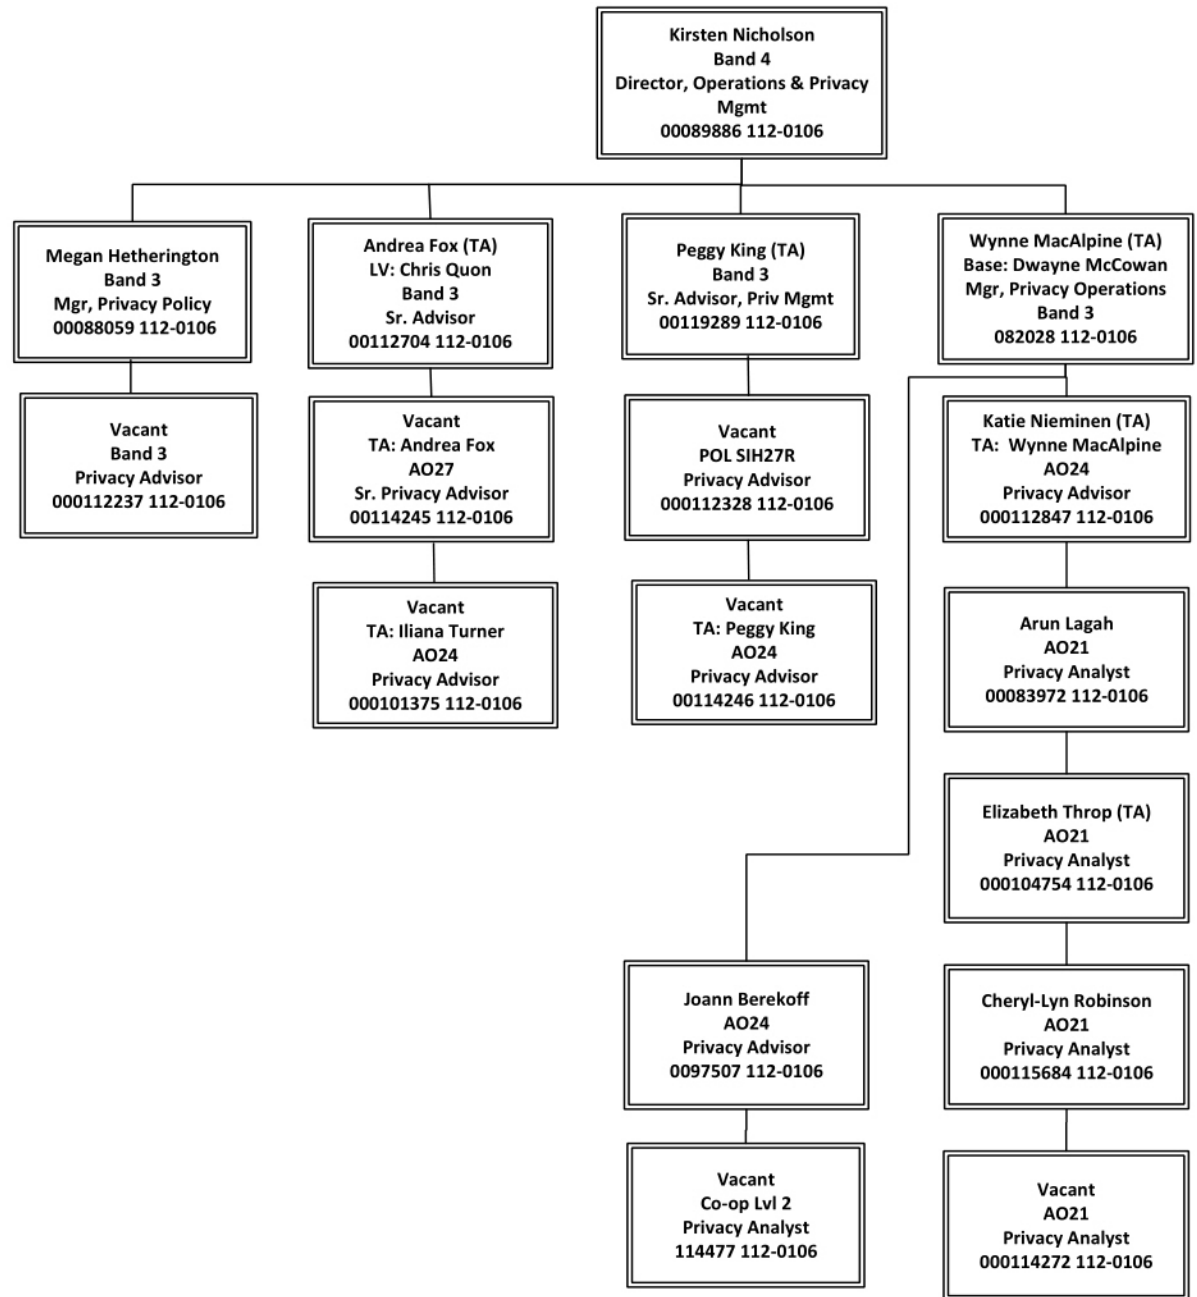 Kirsten Nicholson
Band 4
Director, Operations & Privacy
Mgmt
00089886 112-0106
Megan Hetherington
Band 3
Mgr, Privacy Policy
00088059 112-0106
Andrea Fox (TA)
LV: Chris Quon
Band 3
Sr. Advisor
00112704 112-0106
Peggy King (TA)
Band 3
Sr. Advisor, Priv Mgmt
00119289 112-0106
Wynne MacAlpine (TA)
Base: Dwayne McCowan
Mgr, Privacy Operations
Band 3
082028 112-0106
Vacant
Band 3
Privacy Advisor
000112237 112-0106
Vacant
TA: Andrea Fox
AO27
Sr. Privacy Advisor
00114245 112-0106
Vacant
POL SIH27R
Privacy Advisor
000112328 112-0106
Katie Nieminen (TA)
TA:  Wynne MacAlpine
AO24
Privacy Advisor
000112847 112-0106
Vacant
TA: Iliana Turner
AO24
Privacy Advisor
000101375 112-0106
Vacant
TA: Peggy King
AO24
Privacy Advisor
00114246 112-0106
Arun Lagah
AO21
Privacy Analyst
00083972 112-0106
Elizabeth Throp (TA)
AO21
Privacy Analyst
000104754 112-0106
Joann Berekoff
AO24
Privacy Advisor
0097507 112-0106
Cheryl-Lyn Robinson
AO21
Privacy Analyst
000115684 112-0106
Vacant
Co-op Lvl 2
Privacy Analyst
114477 112-0106
Vacant
AO21
Privacy Analyst
000114272 112-0106